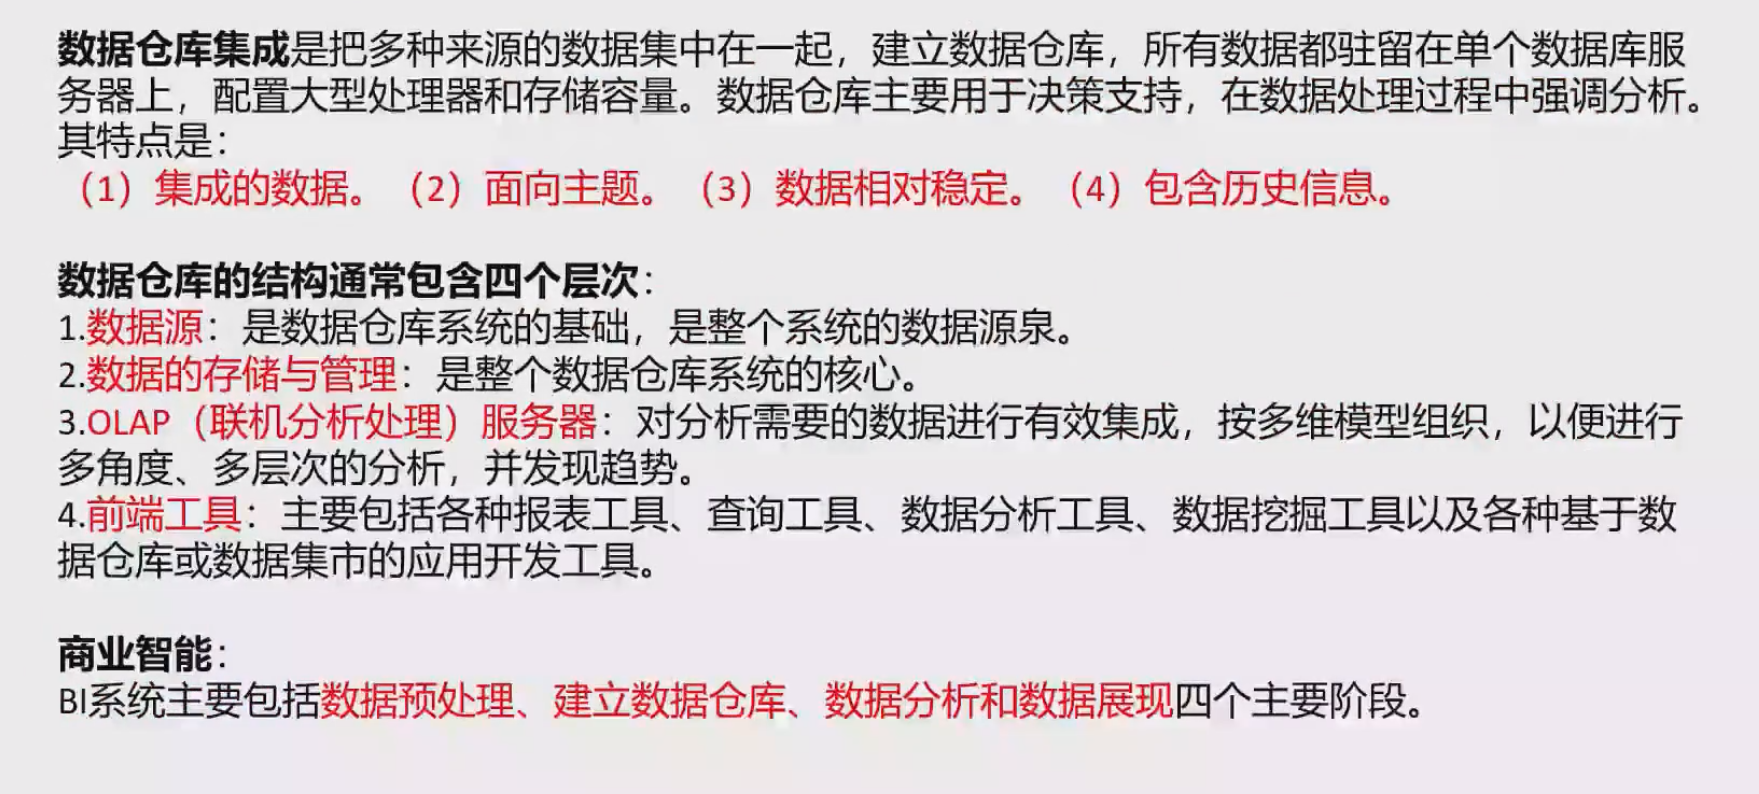 数据仓库集成是把多种来源的数据集中在一起，建立数据仓库，所有数据都驻留在单个数据库服
务器上，配置大型处理器和存储容量。数据仓库主要用于决策支持，在数据处理过程中强调分析。
其特点是：
（1）集成的数据。（2）面向主题。（3）数据相对稳定。（4）包含历史信息。
数据仓库的结构通常包含四个层次：
1.数据源：是数据仓库系统的基础，是整个系统的数据源泉。
2.数据的存储与管理：是整个数据仓库系统的核心。
3.OLAP（联机分析处理）服务器：对分析需要的数据进行有效集成，按多维模型组织，以便进行
多角度、多层次的分析，并发现趋势。
4.前端工具：主要包括各种报表工具、查询工具、数据分析工具、数据挖掘工具以及各种基于数
据仓库或数据集市的应用开发工具。
商业智能：
BI系统主要包括数据预处理、建立数据仓库、数据分析和数据展现四个主要阶段。